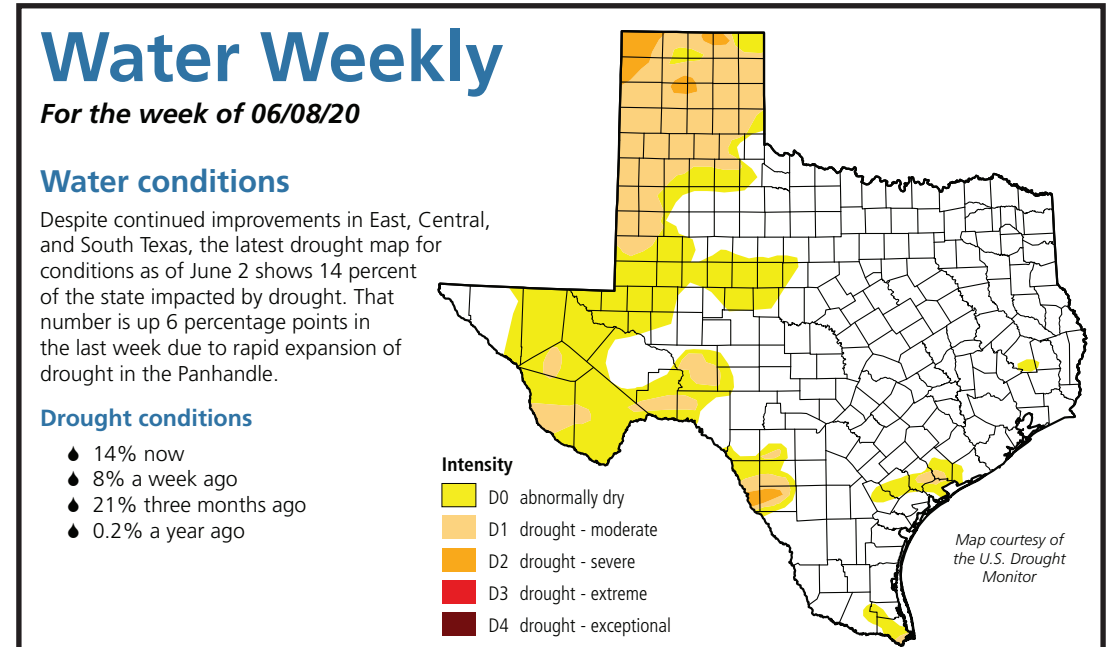 Water Weekly
For the week of 06/08/20
Water conditions
Despite continued improvements in East, Central,
and South Texas, the latest drought map for
conditions as of June 2 shows 14 percent
of the state impacted by drought. That
number is up 6 percentage points in
the last week due to rapid expansion of
drought in the Panhandle.
Drought conditions
14% now
8% a week ago
21% three months ago
0.2% a year ago
Intensity
D0 abnormally dry
D1 drought - moderate
D2 drought - severe
D3 drought - extreme
D4 drought - exceptional
Map courtesy of
the U.S. Drought
Monitor